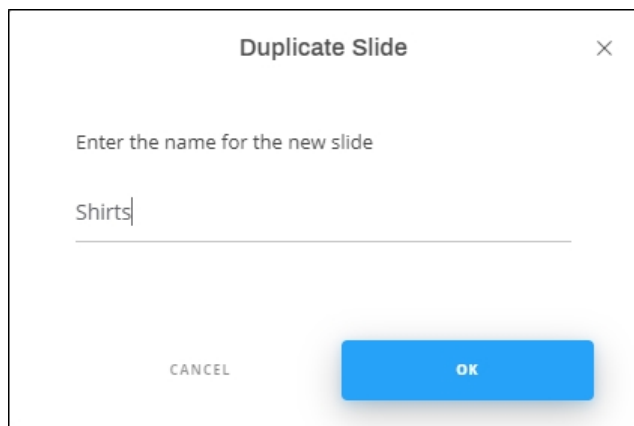 Duplicate Slide
Enter the name for the new slide
Shirts
CANCEL
OK